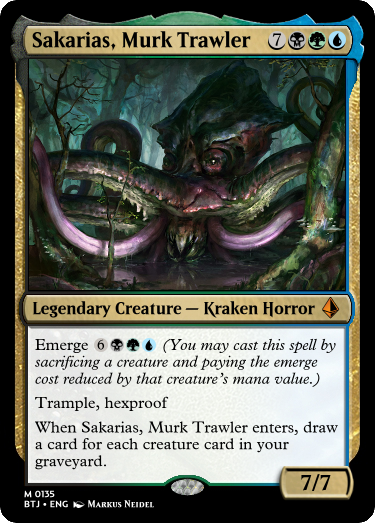 Sakarias, Murk Trawler 7
Legendary Creature — Kraken Horror
Emerge 6 (You may cast this spell by
sacrificing a creature and paying the emerge
cost reduced by that creature's mana value.)
Trample, hexproof
When Sakarias, Murk Trawler enters, draw
a card for each creature card in your
graveyard.
7/7
M 0135
BTJ • ENG Markus Neidel